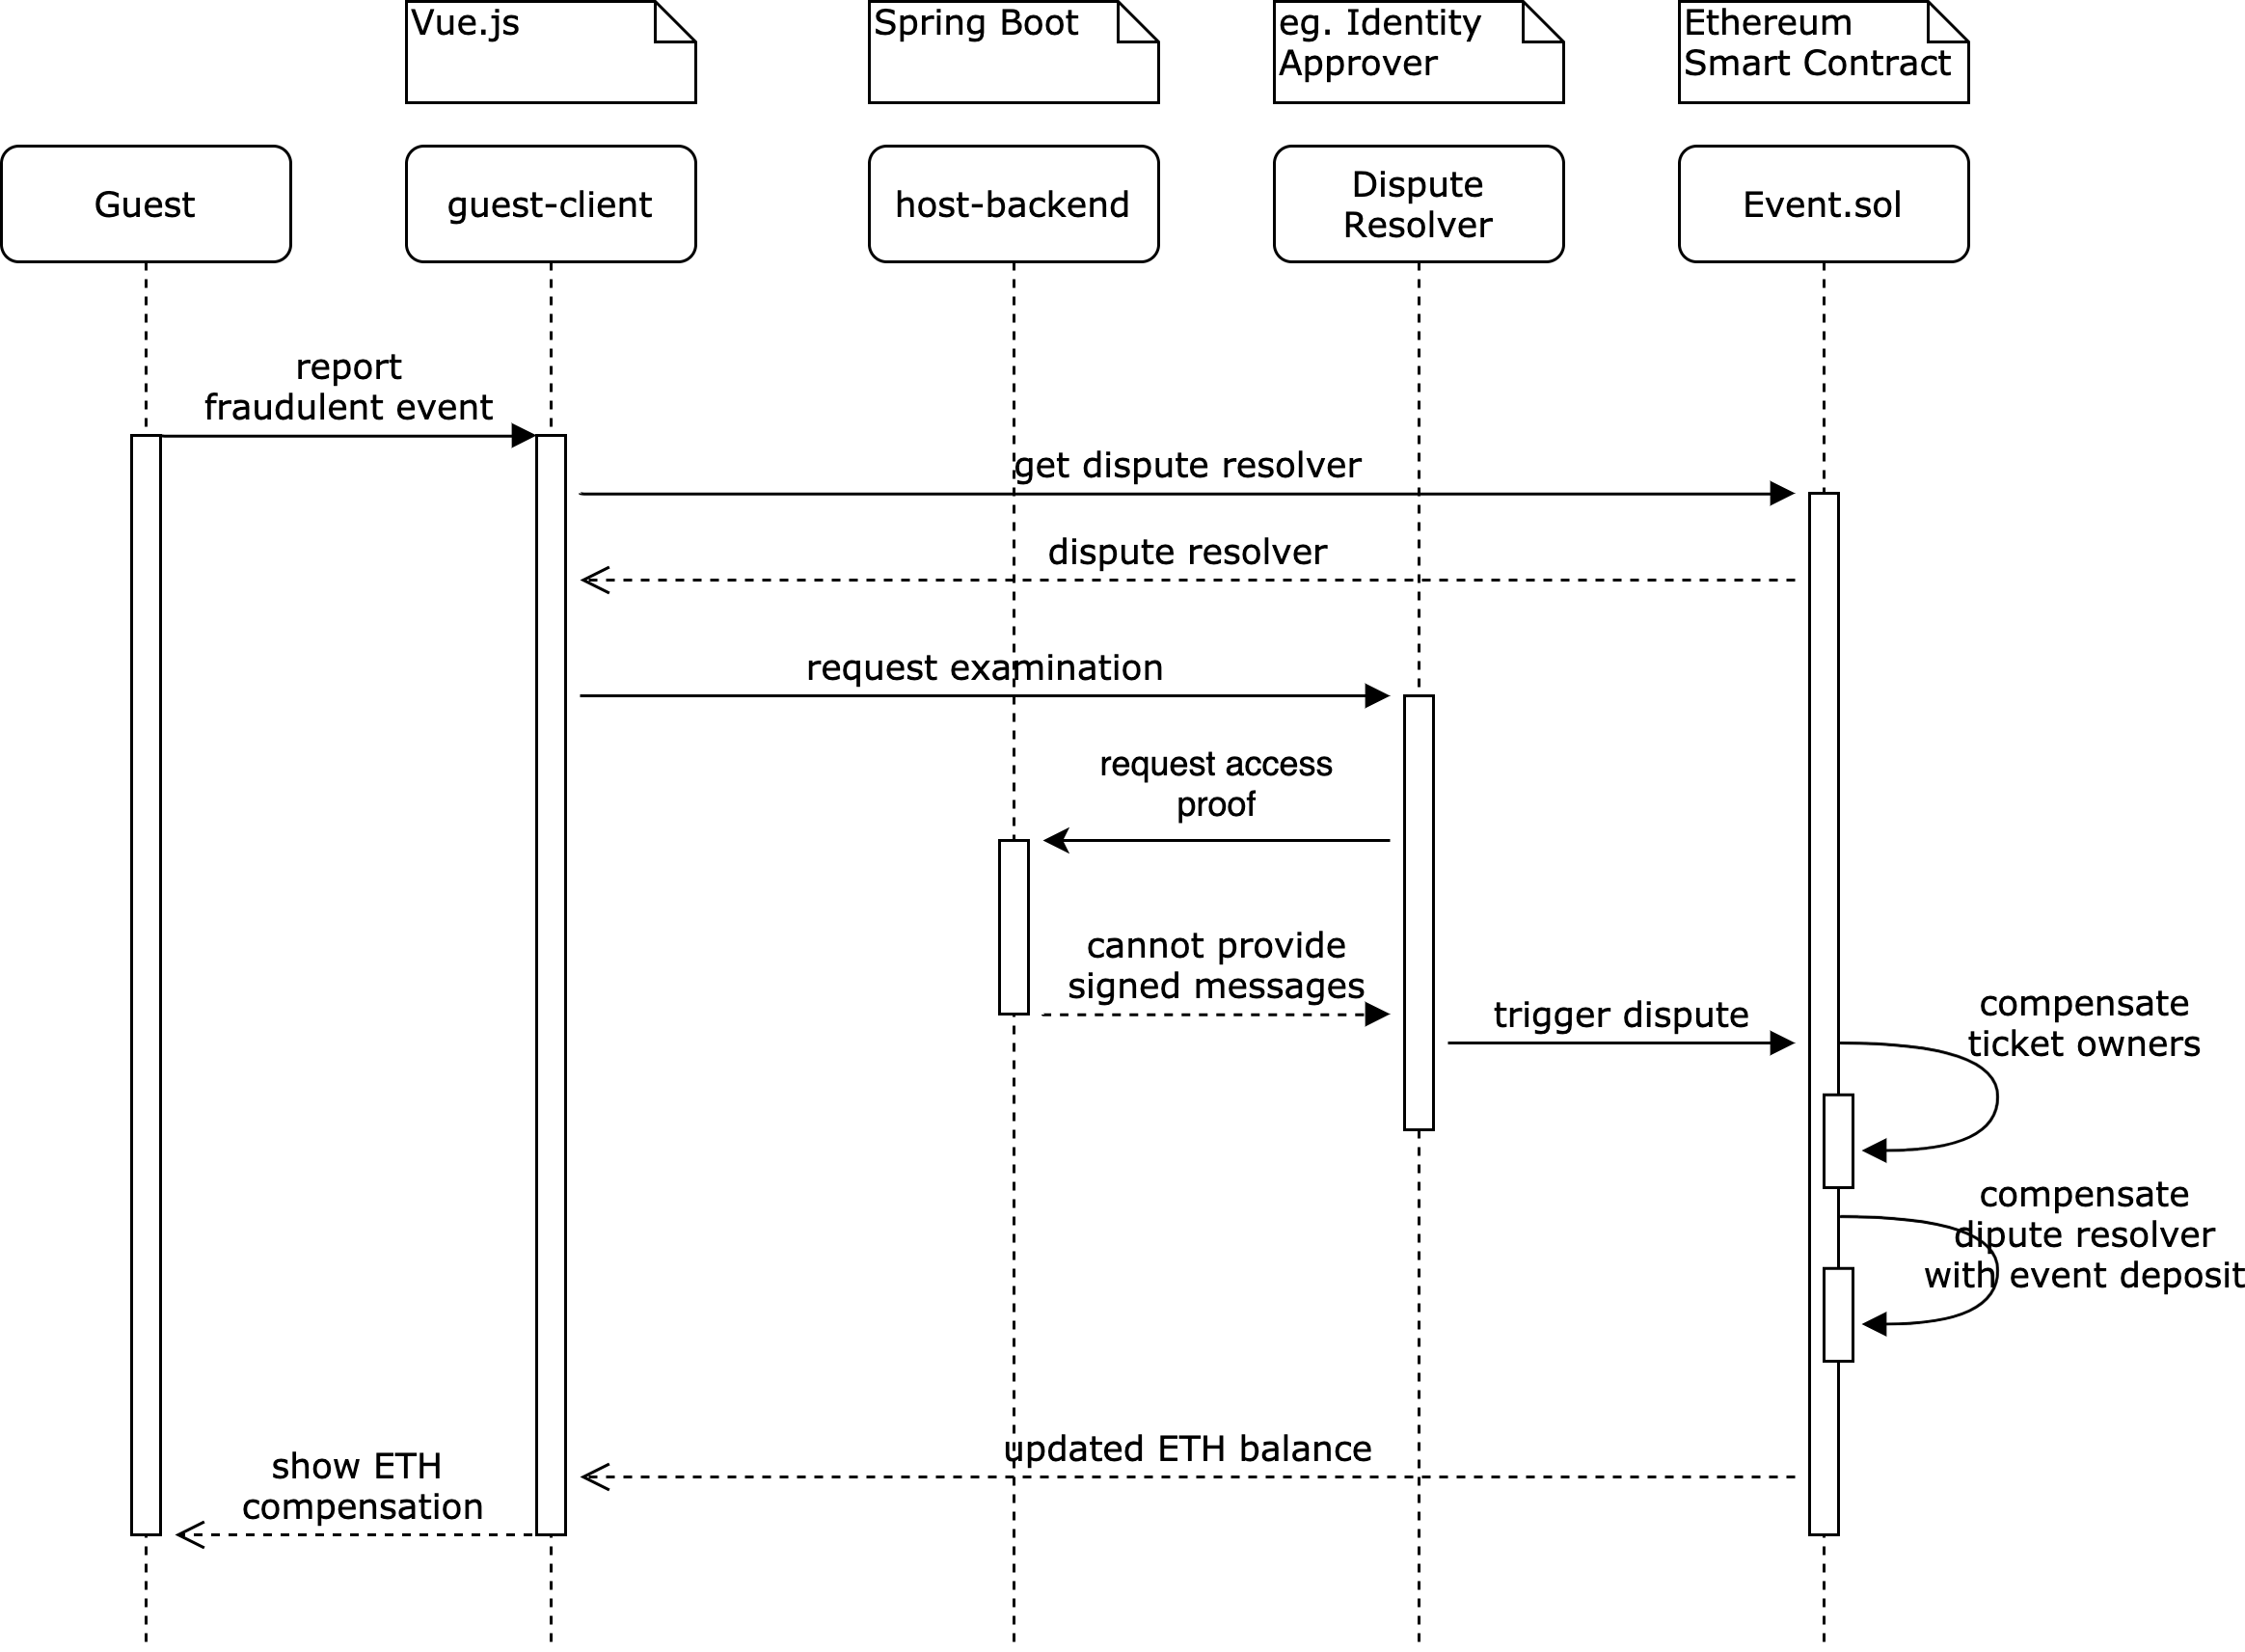 Vue.js
Spring Boot
eg. Identity
Approver
Ethereum
Smart Contract
Guest
guest-client
host-backend
Dispute
Resolver
Event.sol
report
fraudulent event
get dispute resolver
dispute resolver
request examination
request access
proof
cannot provide
signed messages
trigger dispute
compensate
ticket owners
compensate
dipute resolver
with event deposit
updated ETH balance
show ETH
compensation